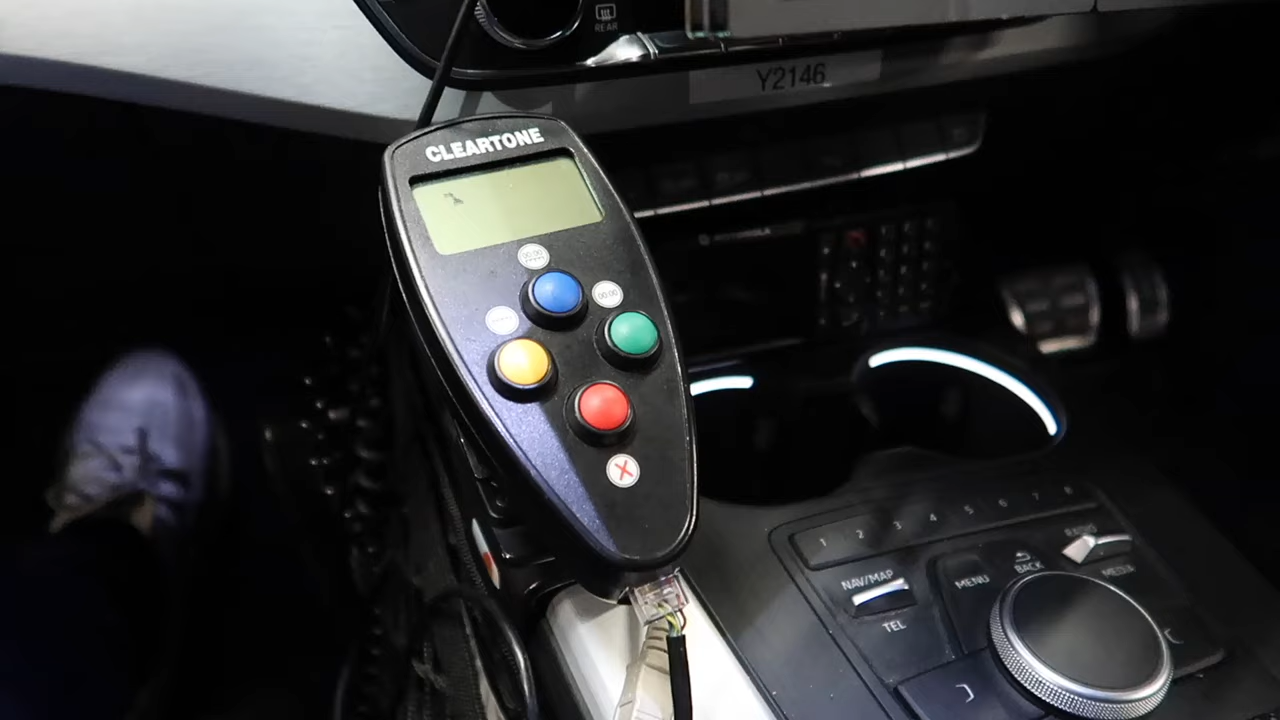 REAR
Y2146
CLEARTONE
00:00
00:00
1 2 3 4 5 6 7 8
RADIO
NAV/MAP
MENU
BACK
MEDIA
TEL